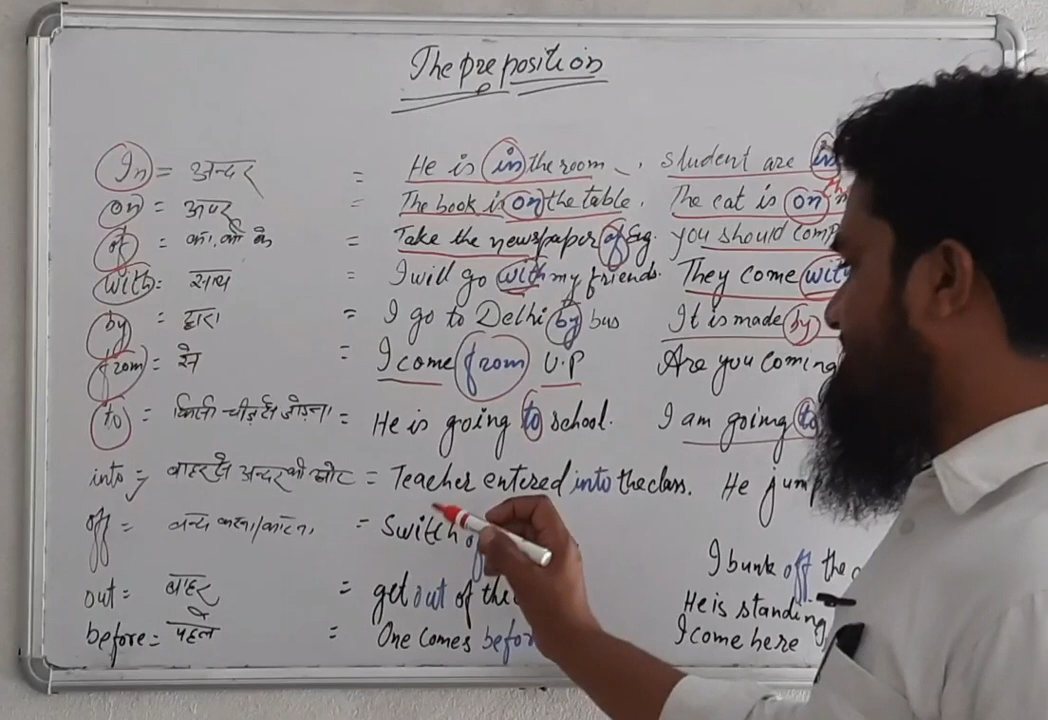 The preposition
In = अन्दर = He is in the room, student are in
on = ऊपर = The book is on the table. The cat is on
of = का, की के = Take the newspaper of Eng. you should comp
with = साथ = I will go with my friends. They come with
by = द्वारा = I go to Delhi by bus It is made by
from = से = I come from U.P Are you coming
to = किसी चीज़ से जोड़ना = He is going to school. I am going to
into = बाहर से अन्दर की ओर = Teacher entered into the class. He jump
off = बन्द करना/काटना = Switch I bunk off the
out = बाहर = get out of the He is standing
before = पहले = One comes befor I come here